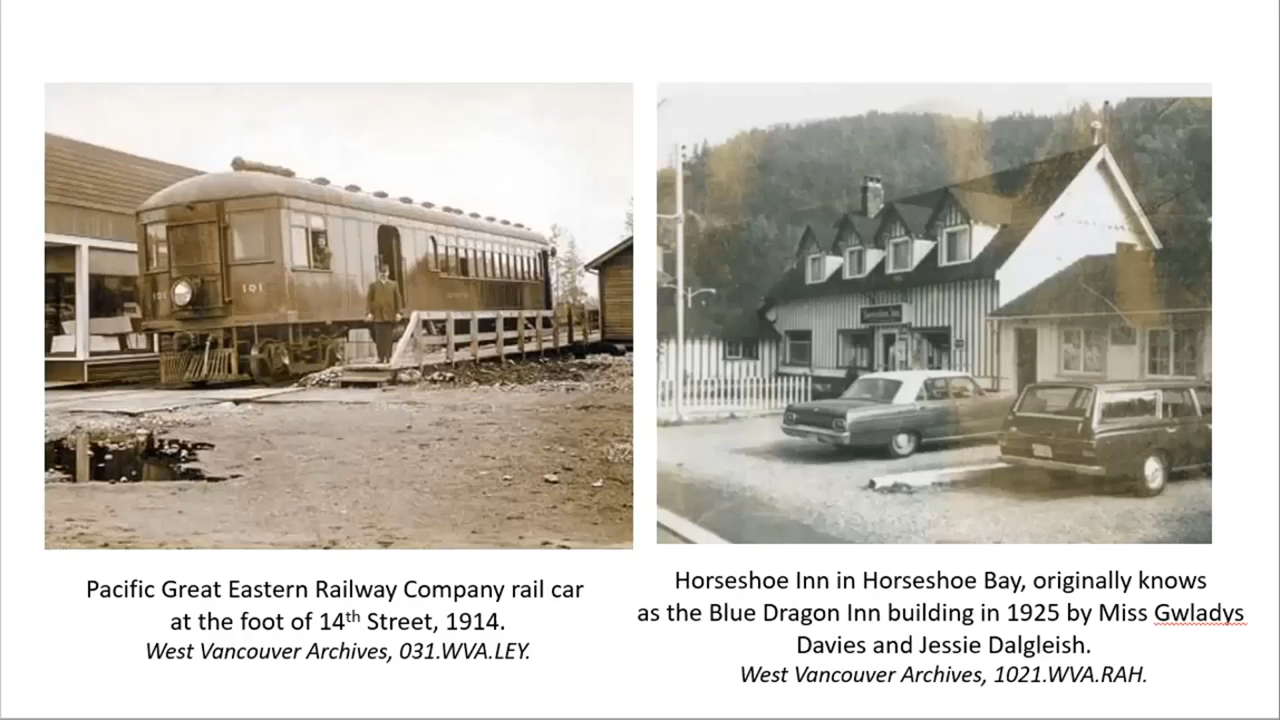 101
Pacific Great Eastern Railway Company rail car
at the foot of 14th Street, 1914.
West Vancouver Archives, 031.WVA.LEY.
Horseshoe Inn
Horseshoe Inn in Horseshoe Bay, originally knows
as the Blue Dragon Inn building in 1925 by Miss Gwladys
Davies and Jessie Dalgleish.
West Vancouver Archives, 1021.WVA.RAH.